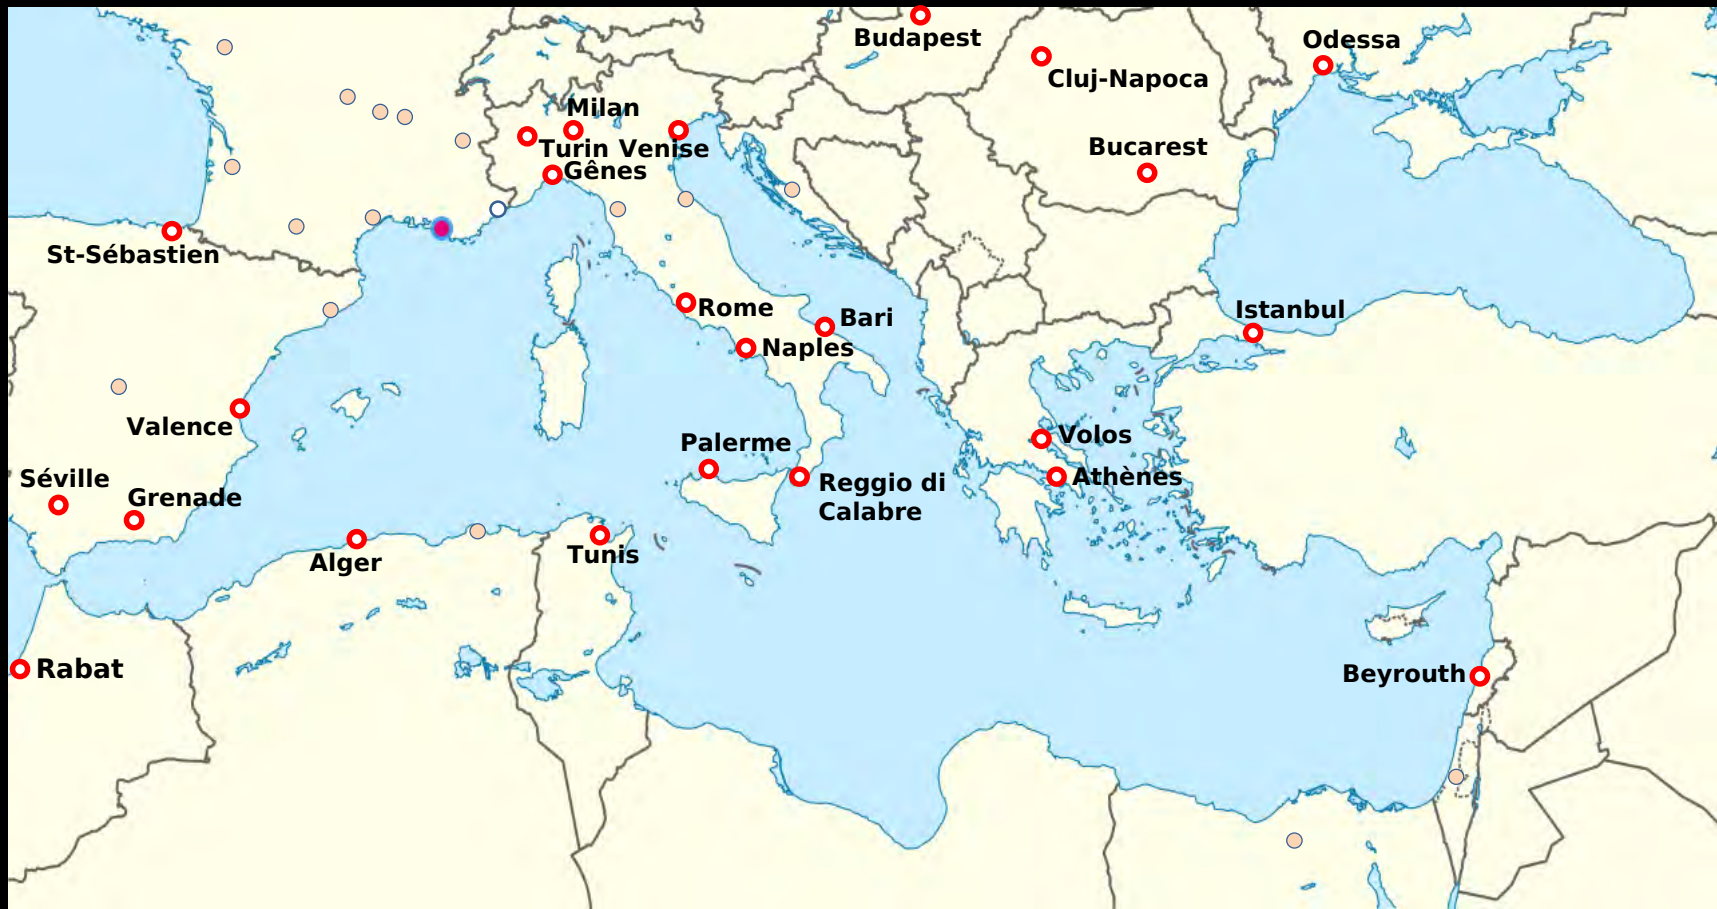 Budapest
Odessa
Cluj-Napoca
Milan
Turin Venise
Gênes
Bucarest
St-Sébastien
Rome
Bari
Istanbul
Naples
Valence
Palerme
Volos
Séville
Grenade
Reggio di
Calabre
Athènes
Alger
Tunis
Rabat
Beyrouth